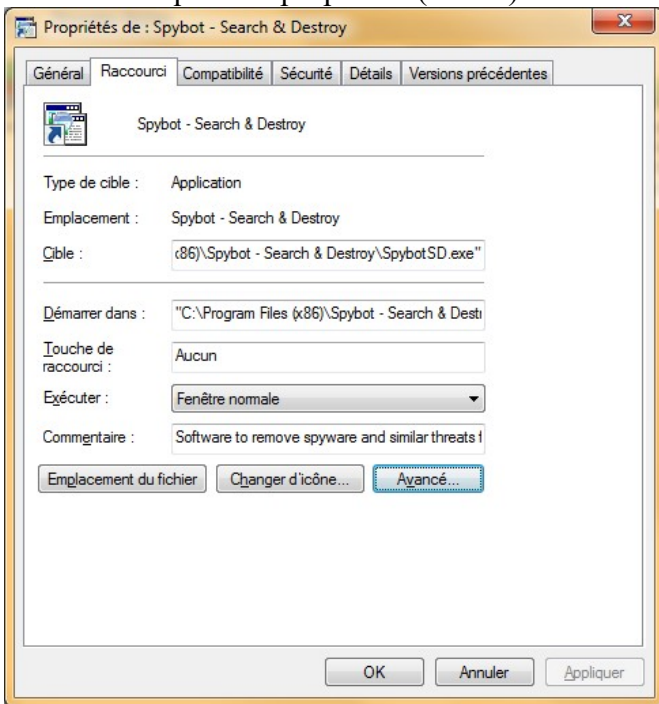 Propriétés de : Spybot - Search & Destroy
Général Raccourci Compatibilité Sécurité Détails Versions précédentes
Spybot - Search & Destroy
Type de cible : Application
Emplacement : Spybot - Search & Destroy
Cible : (86)\Spybot - Search & Destroy\SpybotSD.exe"
Démarrer dans : "C:\Program Files (x86)\Spybot - Search & Dest
Touche de raccourci : Aucun
Exécuter : Fenêtre normale
Commentaire : Software to remove spyware and similar threats f
Emplacement du fichier Changer d'icône... Avancé...
OK Annuler Appliquer